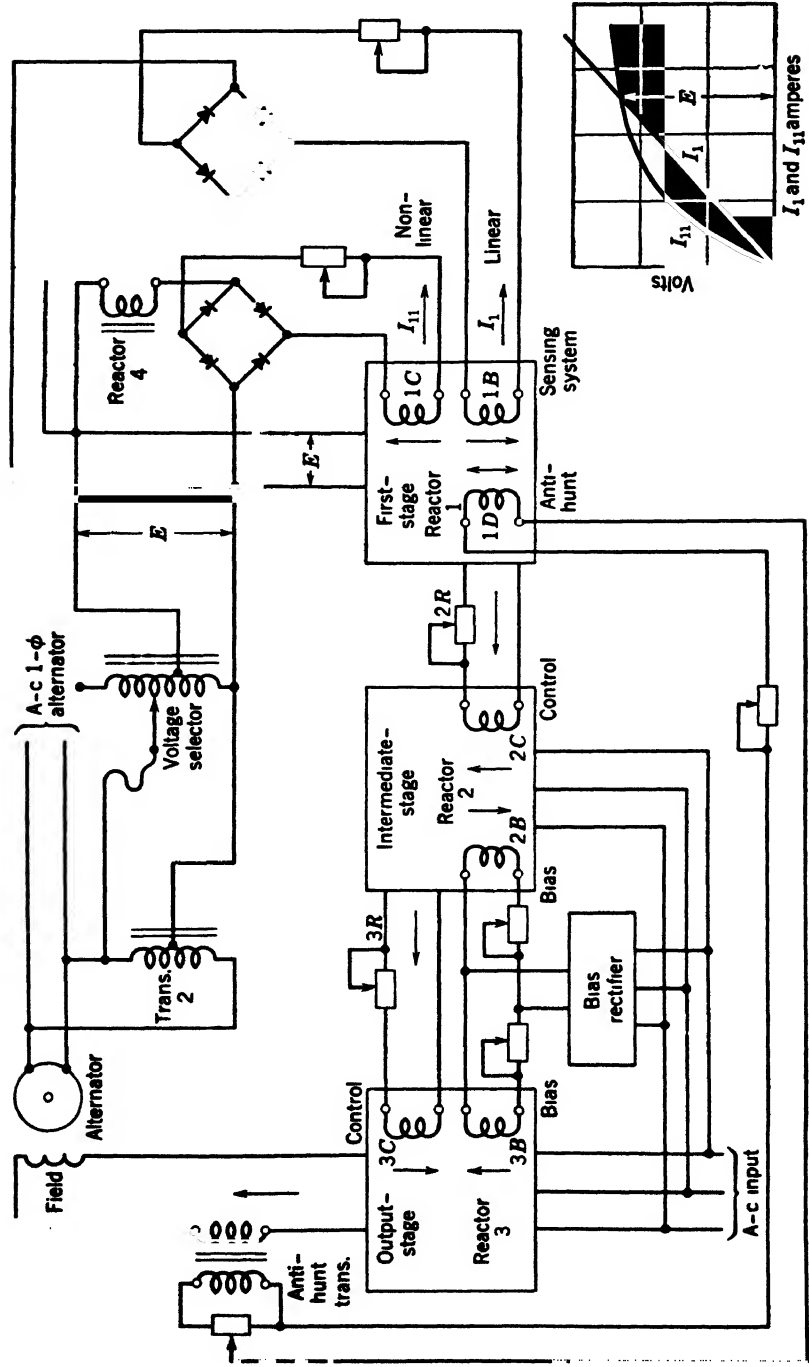 Field
Alternator
A-c 1-ϕ
alternator
Trans.
2
Voltage
selector
E
Reactor
4
Anti-
hunt
trans.
Control
3C
Output-
stage
Reactor
3
3B
Bias
3R
Intermediate-
stage
Reactor
2
2B
Bias
2C
Control
2R
E
First-
stage
Reactor
1
1C
1B
1D
Anti-
hunt
Sensing
system
I11
Non-
linear
I1
Linear
Bias
rectifier
A-c input
Volts
I11
I1
E
I1 and I11 amperes